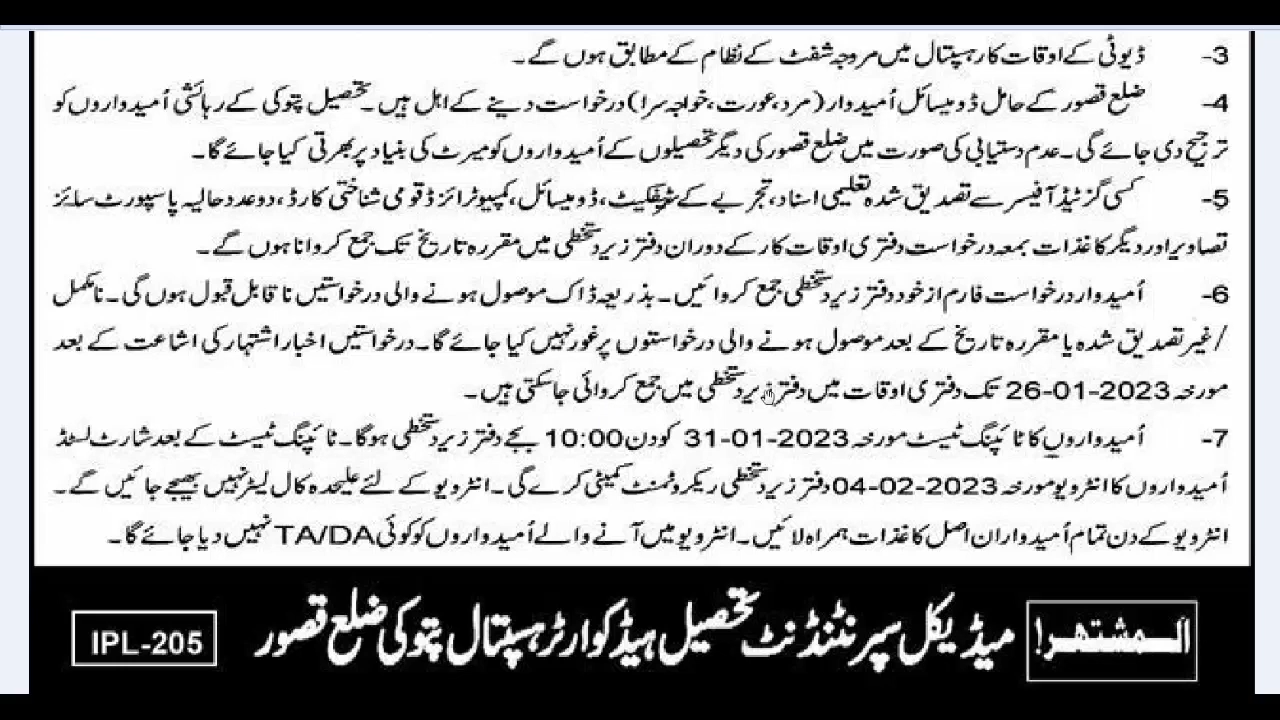 3- ڈیوٹی کے اوقات کار ہسپتال میں مروجہ شفٹ کے نظام کے مطابق ہوں گے۔
4- ضلع قصور کے حامل ڈومیسائل اُمیدوار (مرد، عورت، خواجہ سرا) درخواست دینے کے اہل ہیں۔ تحصیل پتوکی کے رہائشی اُمیدواروں کو
ترجیح دی جائے گی۔ عدم دستیابی کی صورت میں ضلع قصور کی دیگر تحصیلوں کے اُمیدواروں کو میرٹ کی بنیاد پر بھرتی کیا جائے گا۔
5- کسی گزٹیڈ آفیسر سے تصدیق شدہ تعلیمی اسناد، تجربے کے سرٹیفکیٹ، ڈومیسائل، کمپیوٹرائزڈ قومی شناختی کارڈ، دو عدد حالیہ پاسپورٹ سائز
تصاویر اور دیگر کاغذات بمعہ درخواست دفتری اوقات کار کے دوران دفتر زیر دستخطی میں مقررہ تاریخ تک جمع کروانا ہوں گے۔
6- اُمیدوار درخواست فارم از خود دفتر زیر دستخطی جمع کروائیں۔ بذریعہ ڈاک موصول ہونے والی درخواستیں ناقابل قبول ہوں گی۔ نامکمل
/ غیر تصدیق شدہ یا مقررہ تاریخ کے بعد موصول ہونے والی درخواستوں پر غور نہیں کیا جائے گا۔ درخواستیں اخبار اشتہار کی اشاعت کے بعد
مورخہ 26-01-2023 تک دفتری اوقات میں دفتر زیر دستخطی میں جمع کروائی جا سکتی ہیں۔
7- اُمیدواروں کا ٹائپنگ ٹیسٹ مورخہ 31-01-2023 کو دن 10:00 بجے دفتر زیر دستخطی ہوگا۔ ٹائپنگ ٹیسٹ کے بعد شارٹ لسٹڈ
اُمیدواروں کا انٹرویو مورخہ 04-02-2023 دفتر زیر دستخطی ریکروٹمنٹ کمیٹی کرے گی۔ انٹرویو کے لئے علیحدہ کال لیٹر نہیں بھیجے جائیں گے۔
انٹرویو کے دن تمام اُمیدواران اصل کاغذات ہمراہ لائیں۔ انٹرویو میں آنے والے اُمیدواروں کو کوئی TA/DA نہیں دیا جائے گا۔
المشتھر! میڈیکل سپرنٹنڈنٹ تحصیل ہیڈکوارٹر ہسپتال پتوکی ضلع قصور
IPL-205